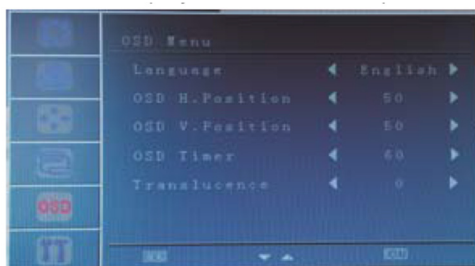 OSD Menu
Language English
OSD H.Position 50
OSD V.Position 50
OSD Timer 60
Translucence 0
OSD